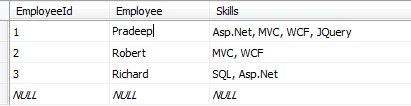 EmployeeId Employee Skills
1 Pradeep Asp.Net, MVC, WCF, JQuery
2 Robert MVC, WCF
3 Richard SQL, Asp.Net
NULL NULL NULL